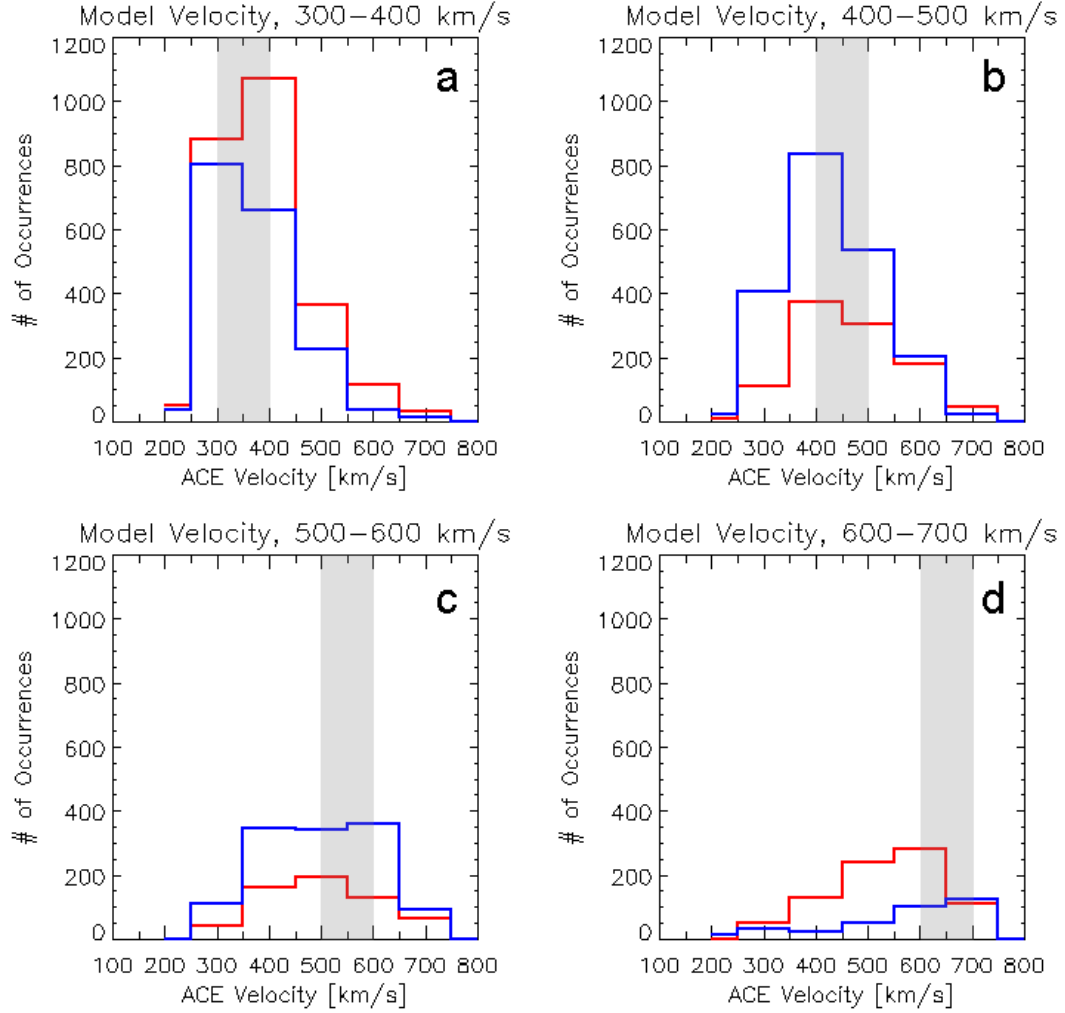 Model Velocity, 300-400 km/s
a
1200
1000
800
600
400
200
0
# of Occurrences
100 200 300 400 500 600 700 800
ACE Velocity [km/s]
Model Velocity, 400-500 km/s
b
1200
1000
800
600
400
200
0
# of Occurrences
100 200 300 400 500 600 700 800
ACE Velocity [km/s]
Model Velocity, 500-600 km/s
c
1200
1000
800
600
400
200
0
# of Occurrences
100 200 300 400 500 600 700 800
ACE Velocity [km/s]
Model Velocity, 600-700 km/s
d
1200
1000
800
600
400
200
0
# of Occurrences
100 200 300 400 500 600 700 800
ACE Velocity [km/s]